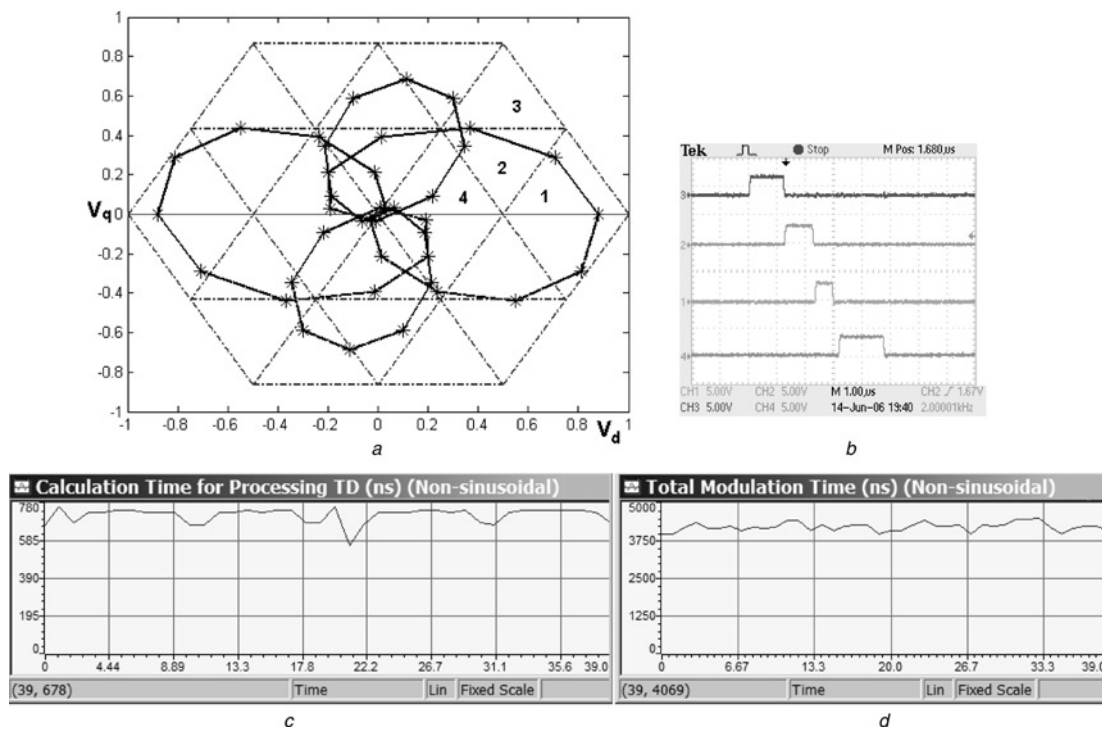 1
0.8
0.6
0.4
0.2
Vq 0
-0.2
-0.4
-0.6
-0.8
-1
3
2
1
4
-1 -0.8 -0.6 -0.4 -0.2 0 0.2 0.4 0.6 0.8 1
Vd
a
Tek Stop M Pos: 1.680µs
3
2
1
4
CH1 5.00V CH2 5.00V M 1.00µs CH2 1.67V
CH3 5.00V CH4 5.00V 14-Jun-06 19:40 2.00001kHz
b
Calculation Time for Processing TD (ns) (Non-sinusoidal)
780
585
390
195
0
0 4.44 8.89 13.3 17.8 22.2 26.7 31.1 35.6 39.0
(39, 678) Time Lin Fixed Scale
c
Total Modulation Time (ns) (Non-sinusoidal)
5000
3750
2500
1250
0
0 6.67 13.3 20.0 26.7 33.3 39.0
(39, 4069) Time Lin Fixed Scale
d